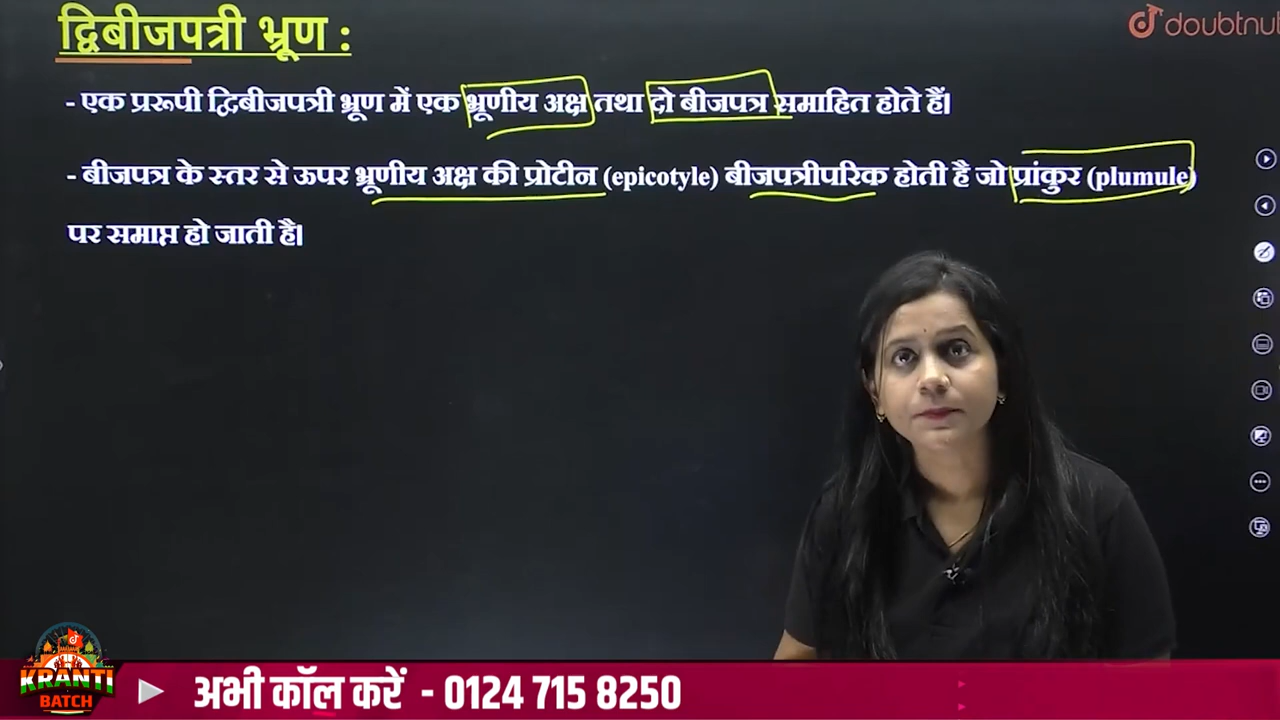 द्विबीजपत्री भ्रूण :
doubtnut
- एक प्ररूपी द्विबीजपत्री भ्रूण में एक भ्रूणीय अक्ष तथा दो बीजपत्र समाहित होते हैं।
- बीजपत्र के स्तर से ऊपर भ्रूणीय अक्ष की प्रोटीन (epicotyle) बीजपत्रीपरिक होती है जो प्रांकुर (plumule)
पर समाप्त हो जाती है।
KRANTI
BATCH
अभी कॉल करें - 0124 715 8250